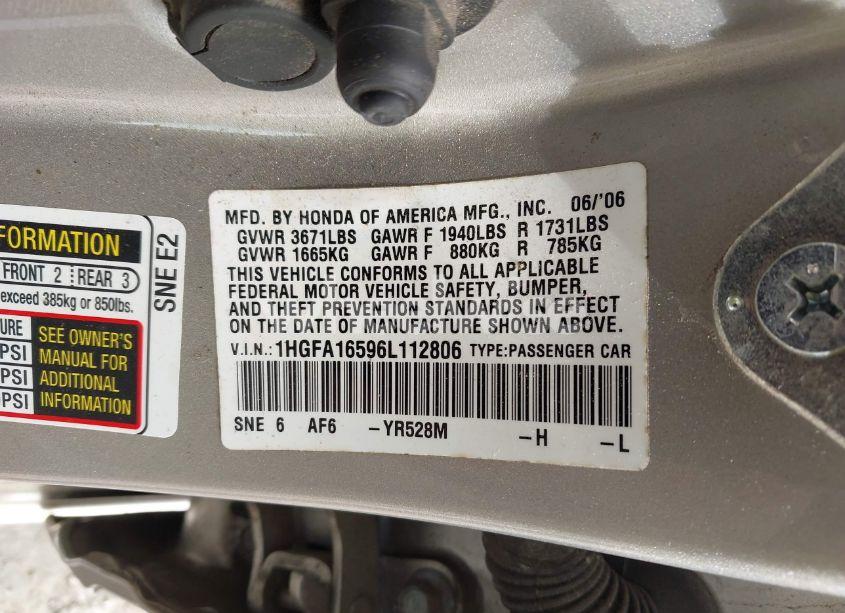 FORMATION
FRONT 2 REAR 3
exceed 385kg or 850lbs.
SEE OWNER'S
PSI MANUAL FOR
PSI ADDITIONAL
PSI INFORMATION
SNE E2
MFD. BY HONDA OF AMERICA MFG., INC. 06/'06
GVWR 3671LBS GAWR F 1940LBS R 1731LBS
GVWR 1665KG GAWR F 880KG R 785KG
THIS VEHICLE CONFORMS TO ALL APPLICABLE
FEDERAL MOTOR VEHICLE SAFETY, BUMPER,
AND THEFT PREVENTION STANDARDS IN EFFECT
ON THE DATE OF MANUFACTURE SHOWN ABOVE.
V.I.N.: 1HGFA16596L112806 TYPE:PASSENGER CAR
SNE 6 AF6 -YR528M -H -L